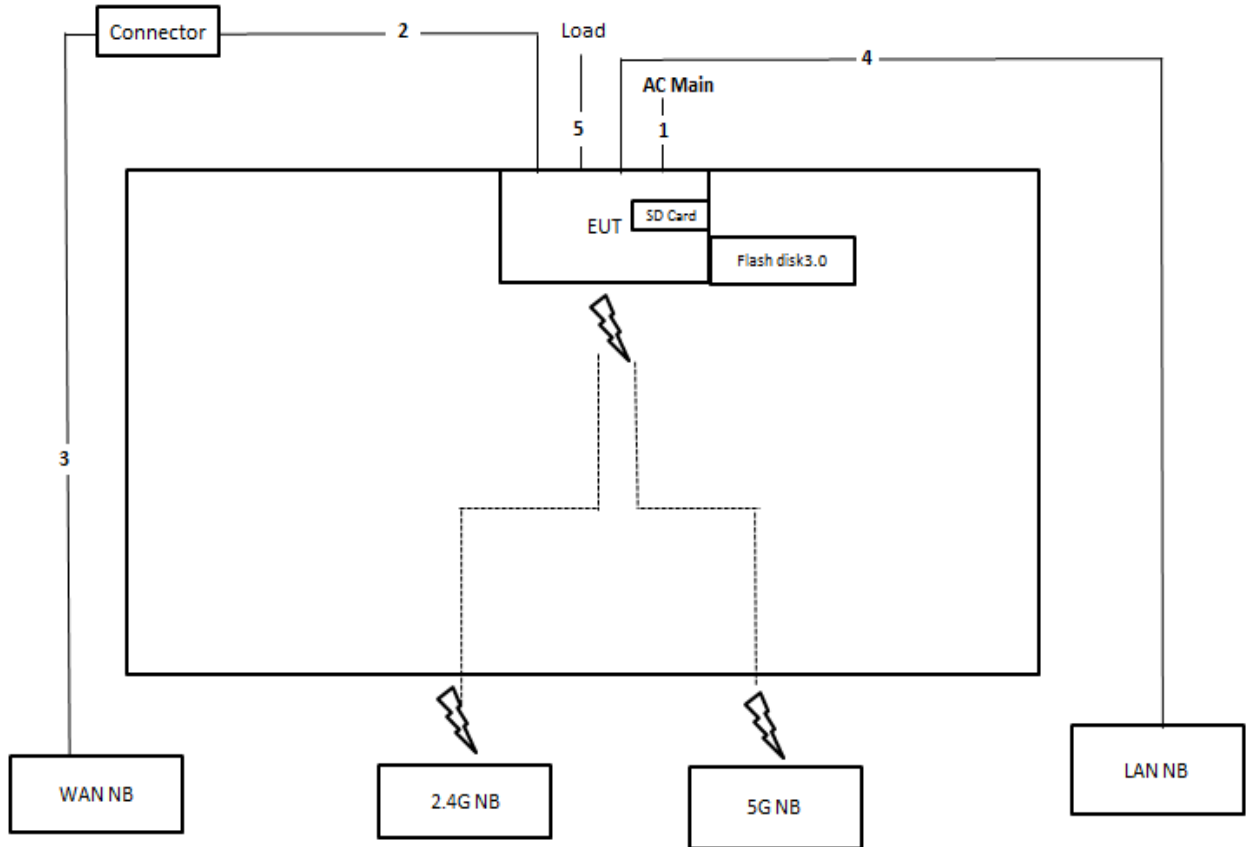 Connector
2
Load
4
AC Main
5
1
SD Card
EUT
Flash disk3.0
3
WAN NB
2.4G NB
5G NB
LAN NB